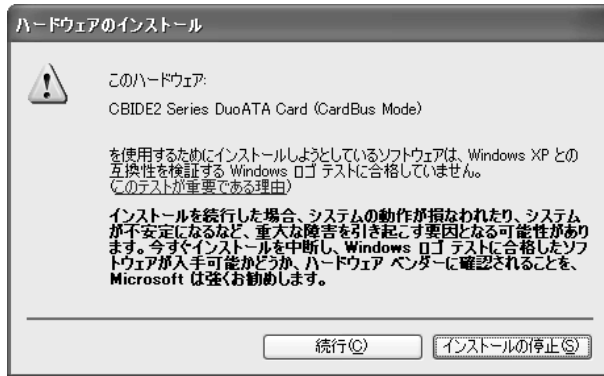 ハードウェアのインストール
このハードウェア:
CBIDE2 Series DuoATA Card (CardBus Mode)
を使用するためにインストールしようとしているソフトウェアは、Windows XP との
互換性を検証する Windows ロゴ テストに合格していません。
(このテストが重要である理由)
インストールを続行した場合、システムの動作が損なわれたり、システム
が不安定になるなど、重大な障害を引き起こす要因となる可能性があり
ます。今すぐインストールを中断し、Windows ロゴ テストに合格したソフ
トウェアが入手可能かどうか、ハードウェア ベンダーに確認されることを、
Microsoft は強くお勧めします。
続行(C)
インストールの停止(S)